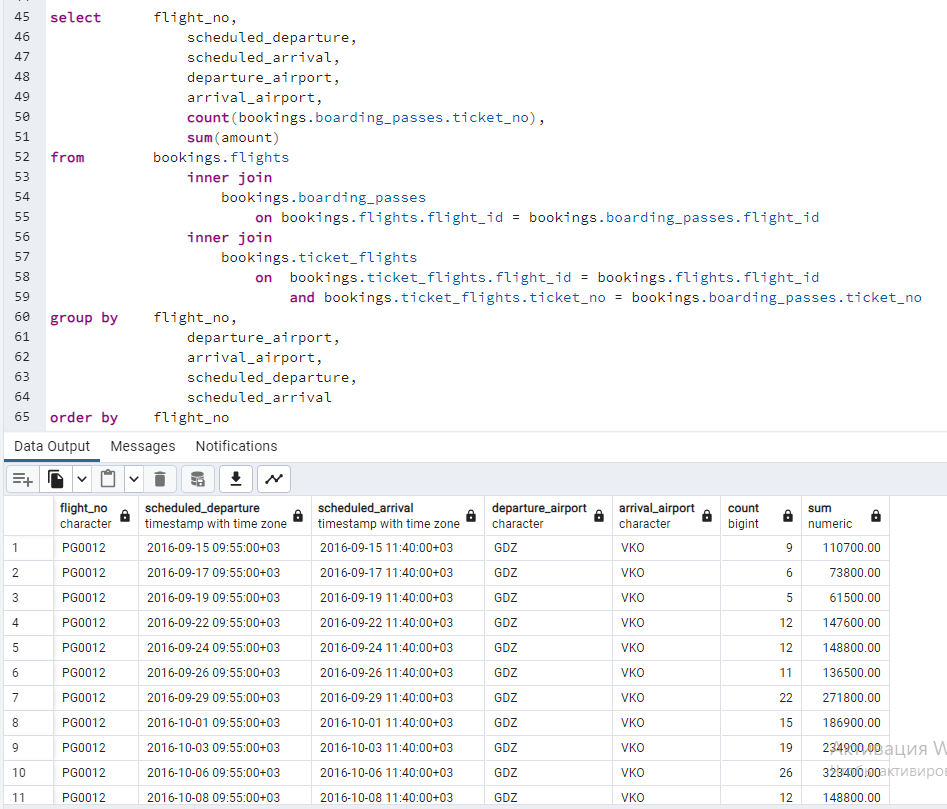 45 select flight_no,
46 scheduled_departure,
47 scheduled_arrival,
48 departure_airport,
49 arrival_airport,
50 count(bookings.boarding_passes.ticket_no),
51 sum(amount)
52 from bookings.flights
53 inner join
54 bookings.boarding_passes
55 on bookings.flights.flight_id = bookings.boarding_passes.flight_id
56 inner join
57 bookings.ticket_flights
58 on bookings.ticket_flights.flight_id = bookings.flights.flight_id
59 and bookings.ticket_flights.ticket_no = bookings.boarding_passes.ticket_no
60 group by flight_no,
61 departure_airport,
62 arrival_airport,
63 scheduled_departure,
64 scheduled_arrival
65 order by flight_no
Data Output Messages Notifications
flight_no scheduled_departure scheduled_arrival departure_airport arrival_airport count sum
character timestamp with time zone timestamp with time zone character character bigint numeric
1 PG0012 2016-09-15 09:55:00+03 2016-09-15 11:40:00+03 GDZ VKO 9 110700.00
2 PG0012 2016-09-17 09:55:00+03 2016-09-17 11:40:00+03 GDZ VKO 6 73800.00
3 PG0012 2016-09-19 09:55:00+03 2016-09-19 11:40:00+03 GDZ VKO 5 61500.00
4 PG0012 2016-09-22 09:55:00+03 2016-09-22 11:40:00+03 GDZ VKO 12 147600.00
5 PG0012 2016-09-24 09:55:00+03 2016-09-24 11:40:00+03 GDZ VKO 12 148800.00
6 PG0012 2016-09-26 09:55:00+03 2016-09-26 11:40:00+03 GDZ VKO 11 136500.00
7 PG0012 2016-09-29 09:55:00+03 2016-09-29 11:40:00+03 GDZ VKO 22 271800.00
8 PG0012 2016-10-01 09:55:00+03 2016-10-01 11:40:00+03 GDZ VKO 15 186900.00
9 PG0012 2016-10-03 09:55:00+03 2016-10-03 11:40:00+03 GDZ VKO 19 234900.00
Активация W
10 PG0012 2016-10-06 09:55:00+03 2016-10-06 11:40:00+03 GDZ VKO 26 323400.00
11 PG0012 2016-10-08 09:55:00+03 2016-10-08 11:40:00+03 GDZ VKO 12 148800.00